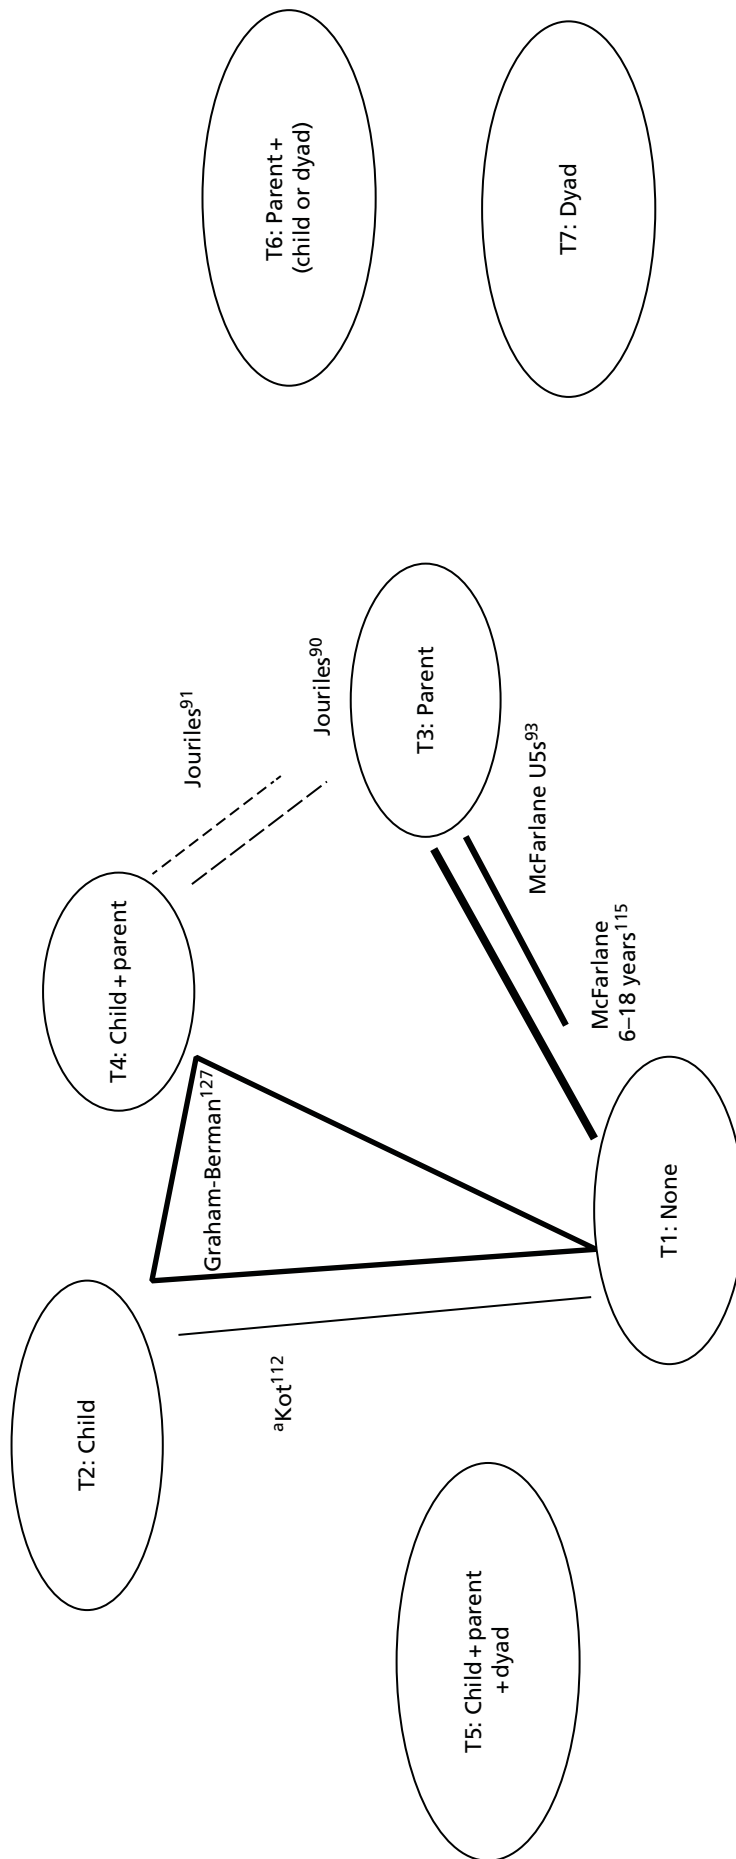 T2: Child
T4: Child + parent
T6: Parent +
(child or dyad)
Jouriles⁹¹
Graham-Berman¹²⁷
ᵃKot¹¹²
Jouriles⁹⁰
T3: Parent
T7: Dyad
T5: Child + parent
+ dyad
McFarlane U5s⁹³
McFarlane
6–18 years¹¹⁵
T1: None